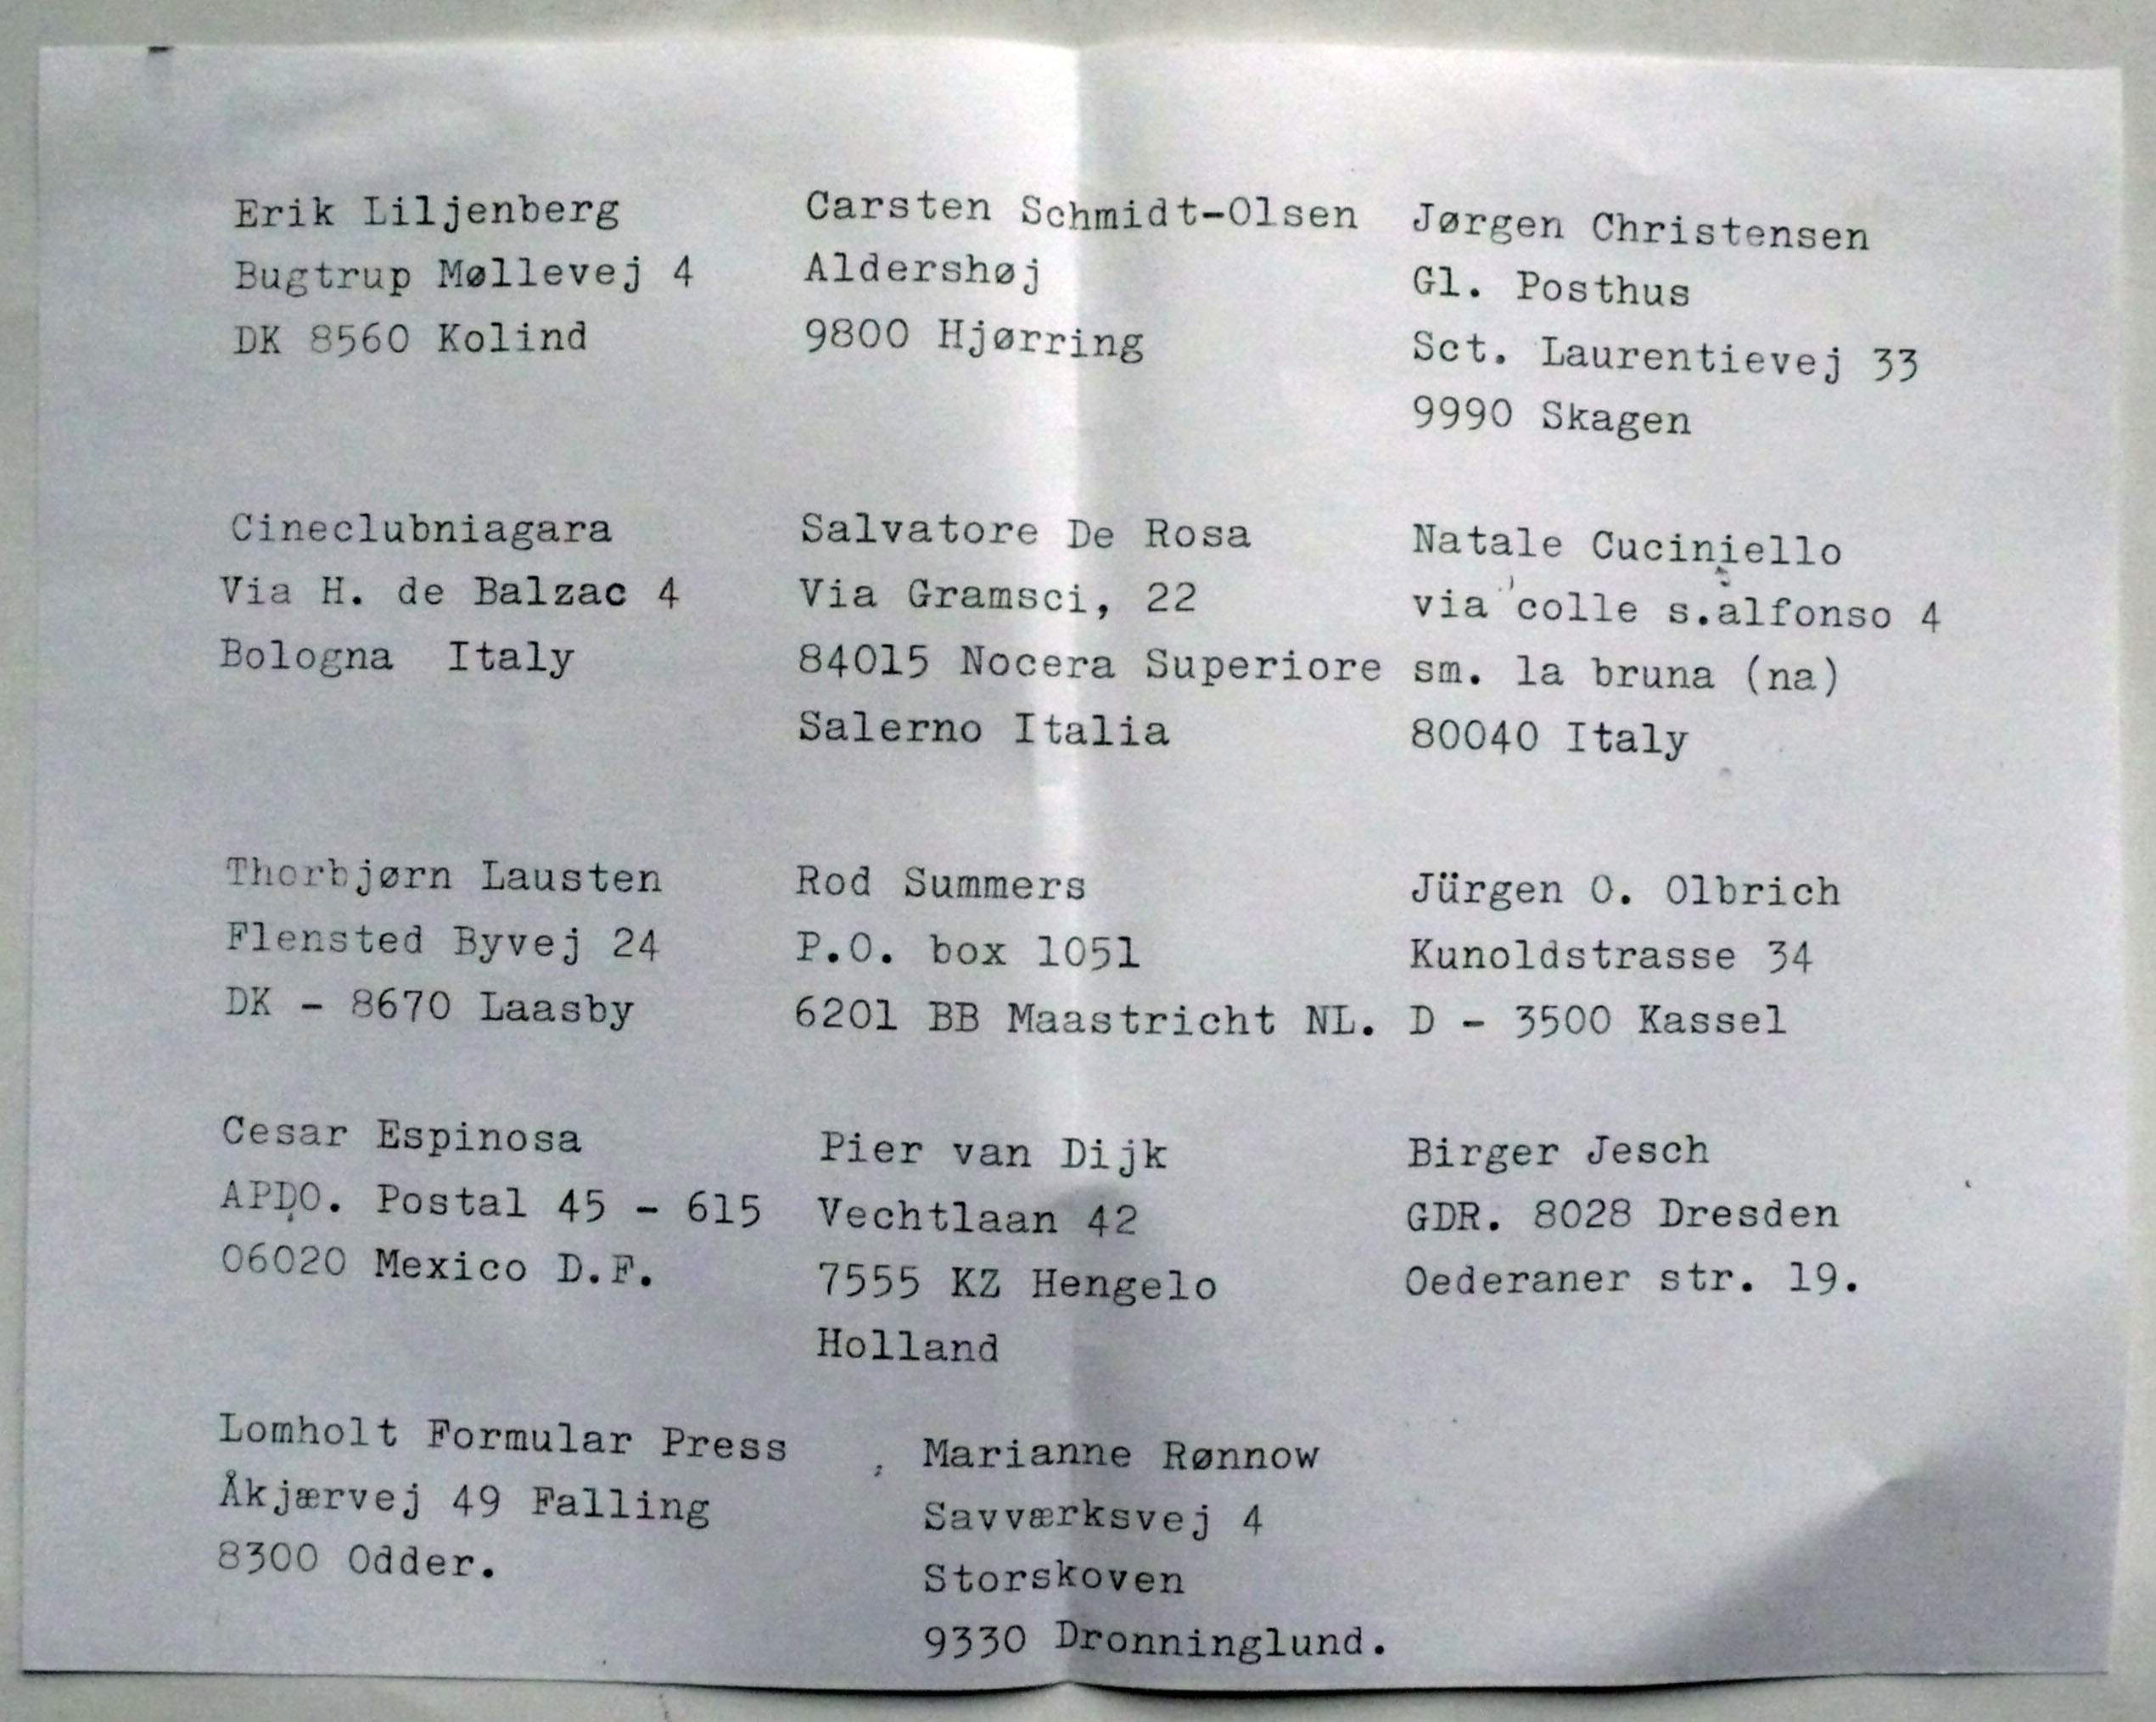 Erik Liljenberg
Bugtrup Møllevej 4
DK 8560 Kolind
Carsten Schmidt-Olsen
Aldershøj
9800 Hjørring
Jørgen Christensen
Gl. Posthus
Sct. Laurentievej 33
9990 Skagen
Cineclubniagara
Via H. de Balzac 4
Bologna Italy
Salvatore De Rosa
Via Gramsci, 22
84015 Nocera Superiore
Salerno Italia
Natale Cuciniello
via colle s.alfonso 4
sm. la bruna (na)
80040 Italy
Thorbjørn Lausten
Flensted Byvej 24
DK - 8670 Laasby
Rod Summers
P.O. box 1051
6201 BB Maastricht NL.
Jürgen O. Olbrich
Kunoldstrasse 34
D - 3500 Kassel
Cesar Espinosa
APDO. Postal 45 - 615
06020 Mexico D.F.
Pier van Dijk
Vechtlaan 42
7555 KZ Hengelo
Holland
Birger Jesch
GDR. 8028 Dresden
Oederaner str. 19.
Lomholt Formular Press
Åkjærvej 49 Falling
8300 Odder.
Marianne Rønnow
Savværksvej 4
Storskoven
9330 Dronninglund.